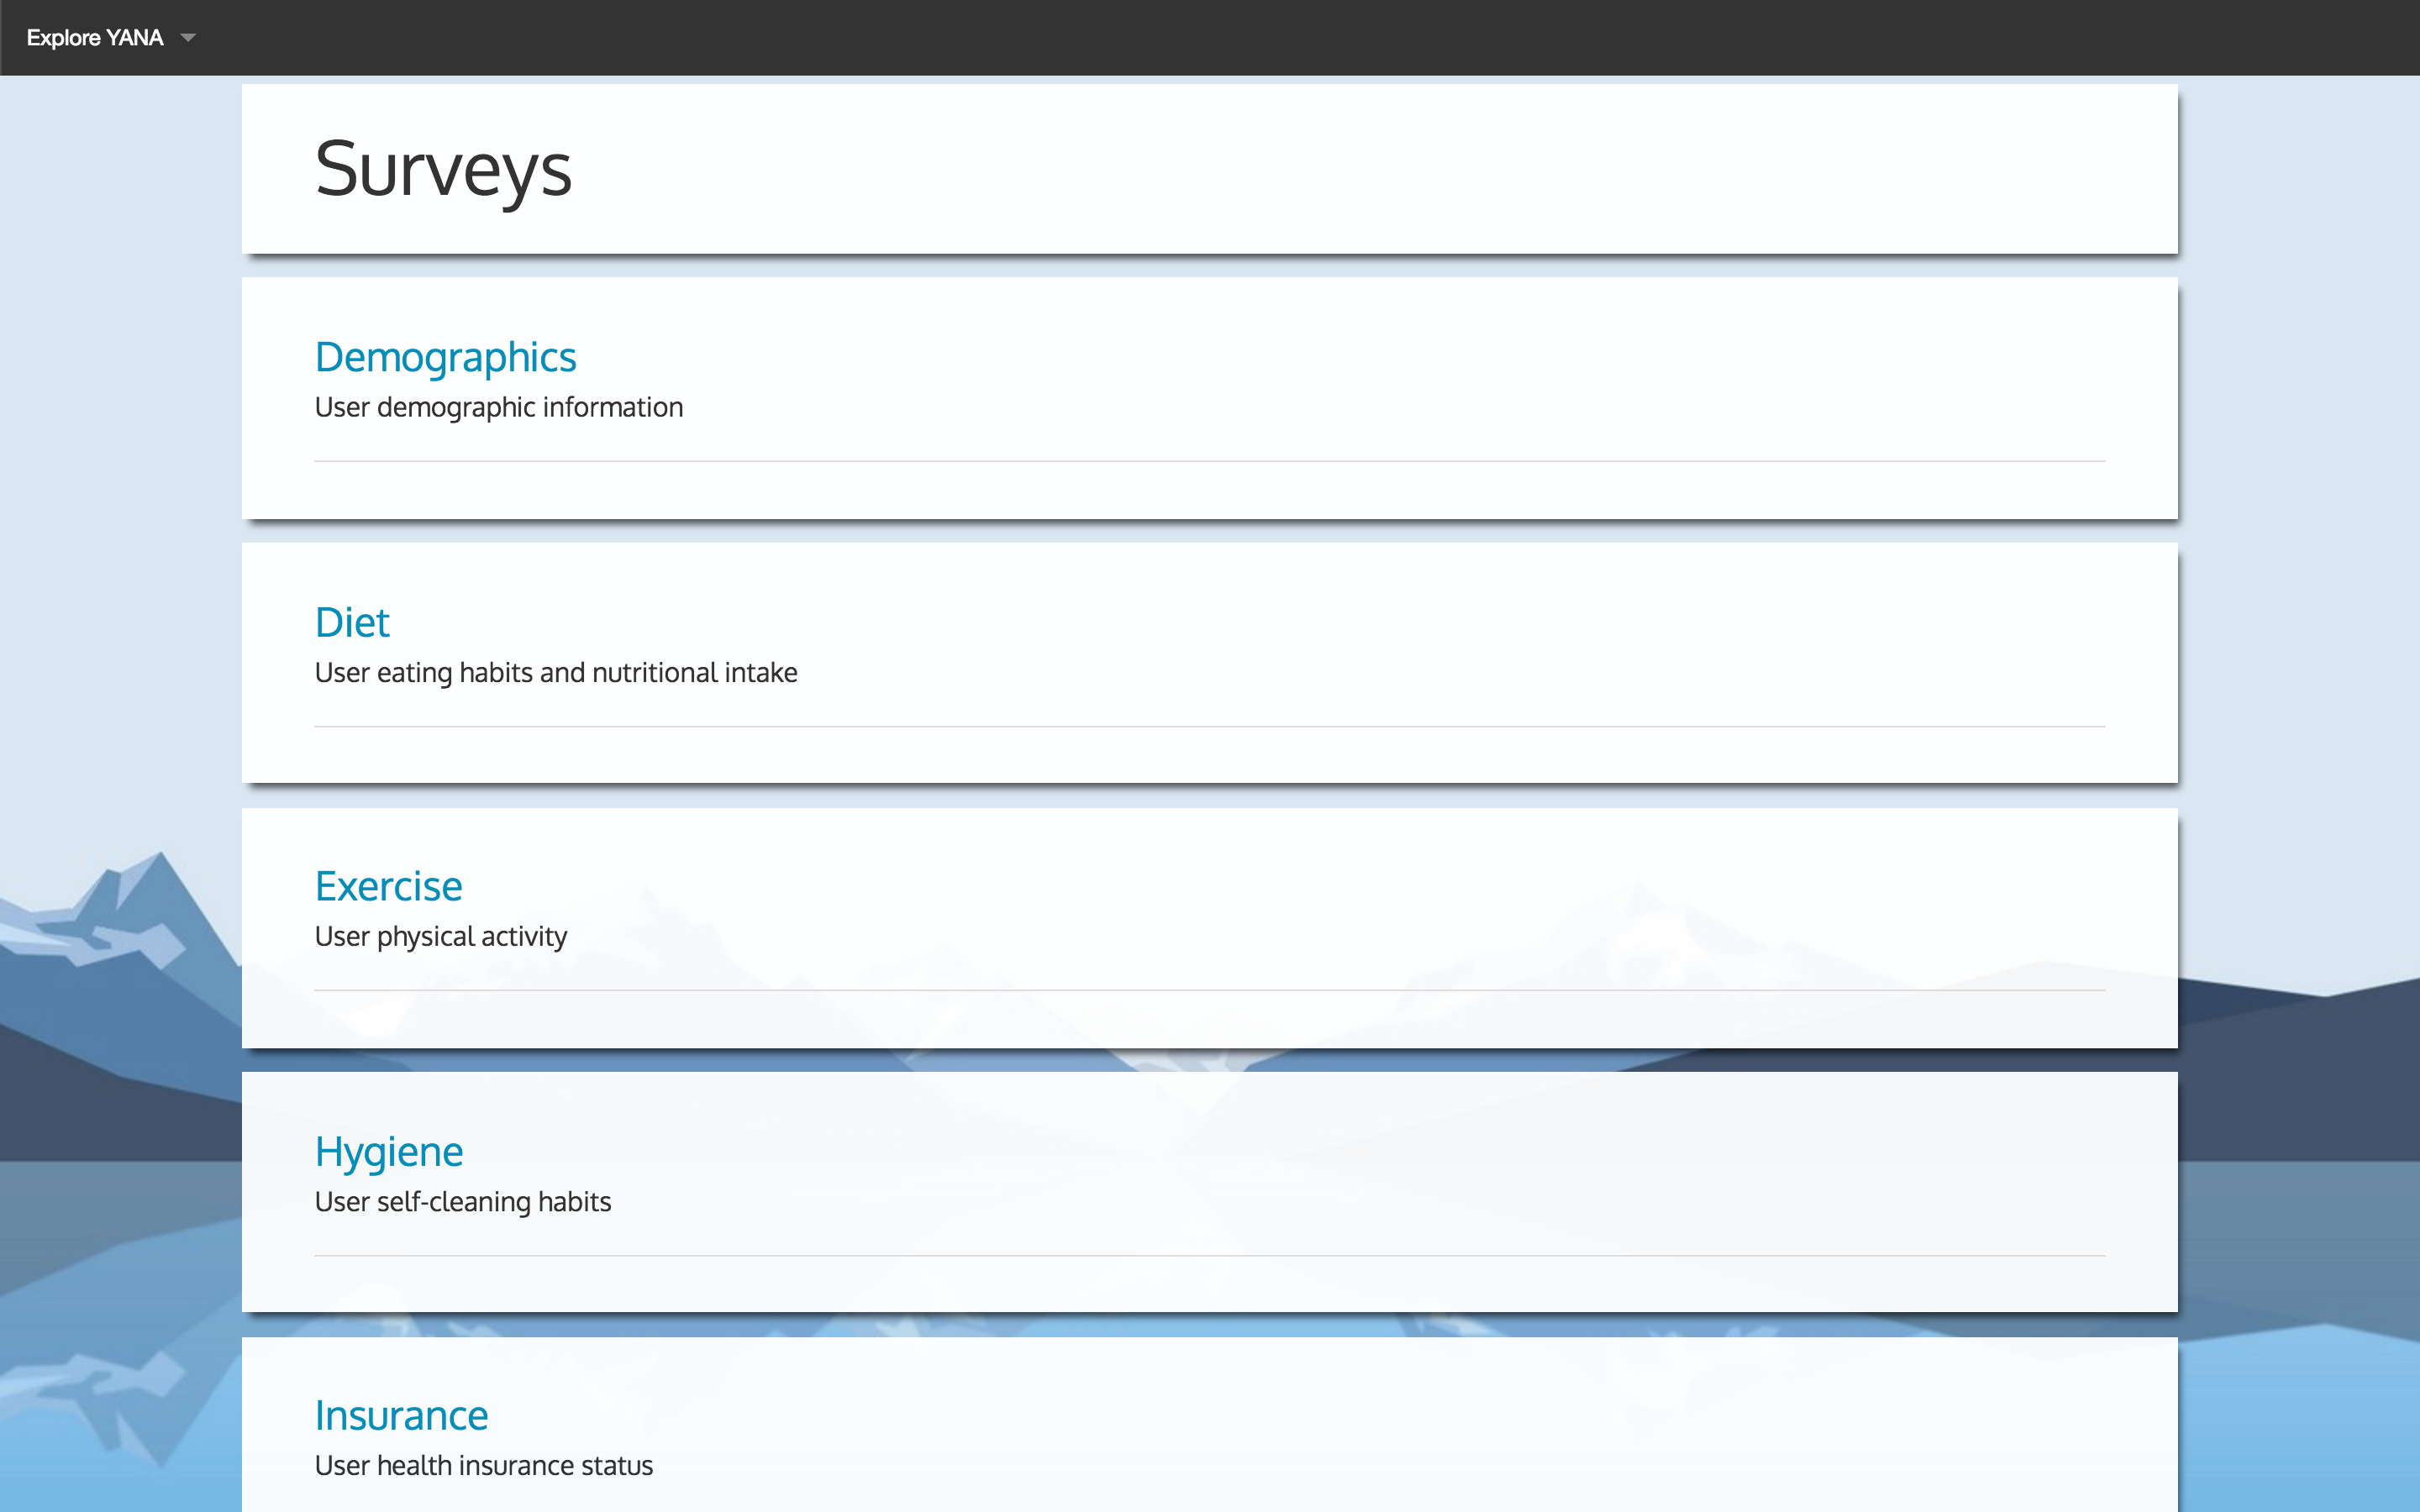 Explore YANA
Surveys
Demographics
User demographic information
Diet
User eating habits and nutritional intake
Exercise
User physical activity
Hygiene
User self-cleaning habits
Insurance
User health insurance status